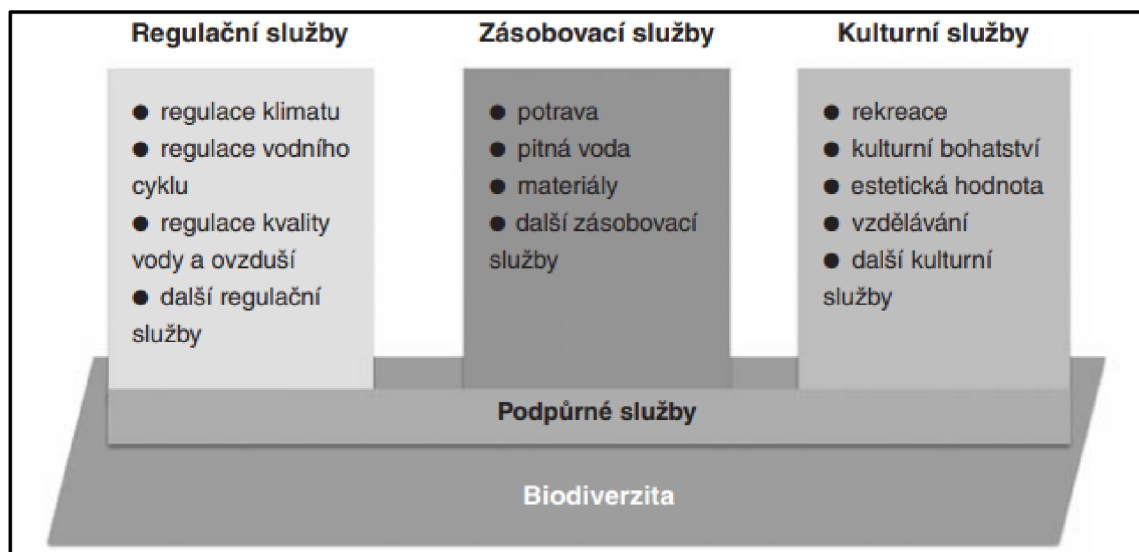 Regulační služby
● regulace klimatu
● regulace vodního
cyklu
● regulace kvality
vody a ovzduší
● další regulační
služby
Zásobovací služby
● potrava
● pitná voda
● materiály
● další zásobovací
služby
Kulturní služby
● rekreace
● kulturní bohatství
● estetická hodnota
● vzdělávání
● další kulturní
služby
Podpůrné služby
Biodiverzita